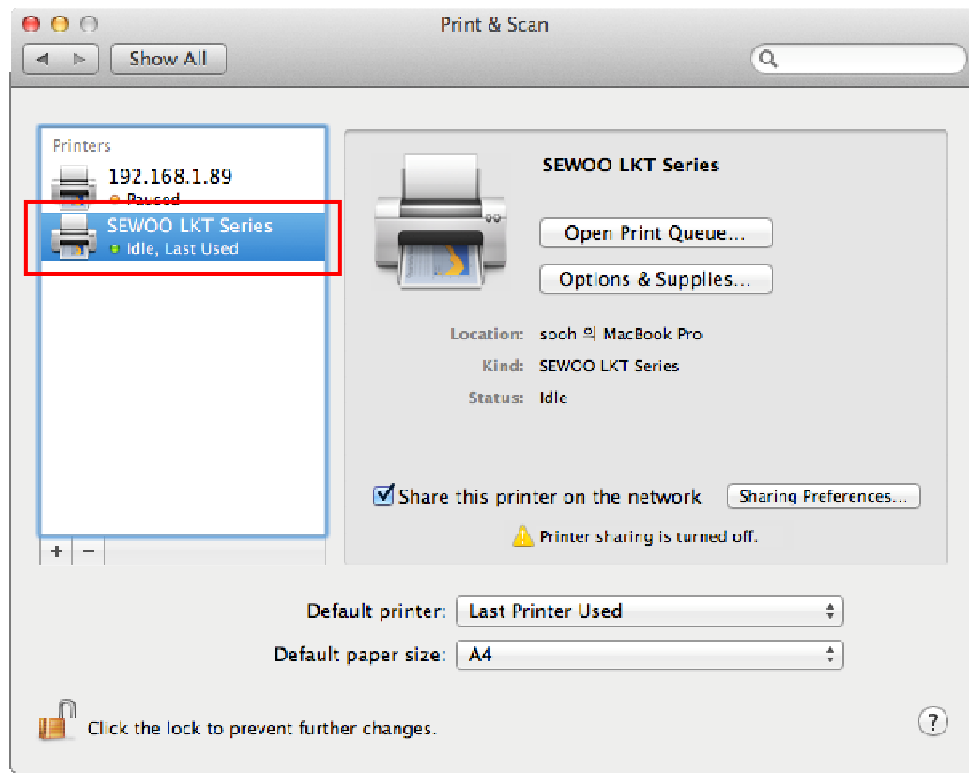 Print & Scan
Show All
Printers
192.168.1.89
Paused
SEWOO LKT Series
Idle, Last Used
SEWOO LKT Series
Open Print Queue...
Options & Supplies...
Location: soch 의 MacBook Pro
Kind: SEWOO LKT Series
Status: Idle
Share this printer on the network
Sharing Preferences...
Printer sharing is turned off.
Default printer: Last Printer Used
Default paper size: A4
Click the lock to prevent further changes.
?